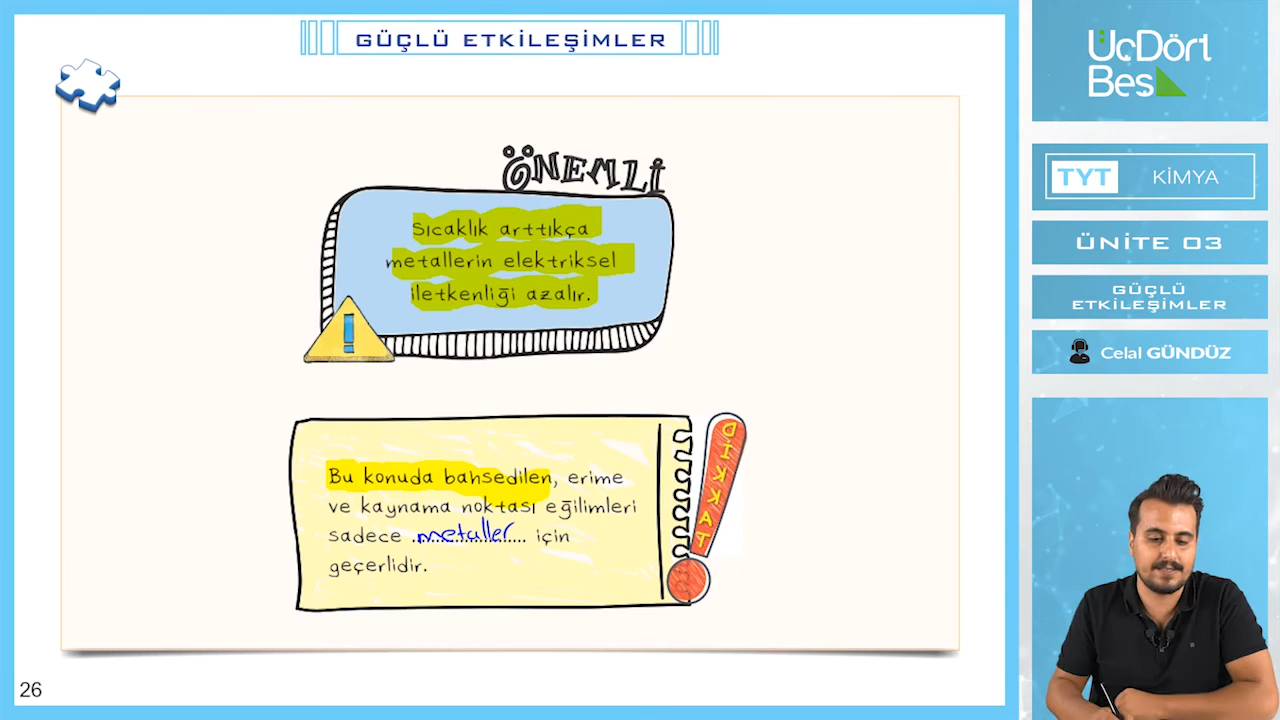 GÜÇLÜ ETKİLEŞİMLER
ÖNEMLİ
Sıcaklık arttıkça
metallerin elektriksel
iletkenliği azalır.
!
Bu konuda bahsedilen, erime
ve kaynama noktası eğilimleri
sadece ..metaller.. için
geçerlidir.
DİKKAT
26
ÜçDört
Beş
TYT KİMYA
ÜNİTE 03
GÜÇLÜ
ETKİLEŞİMLER
Celal GÜNDÜZ